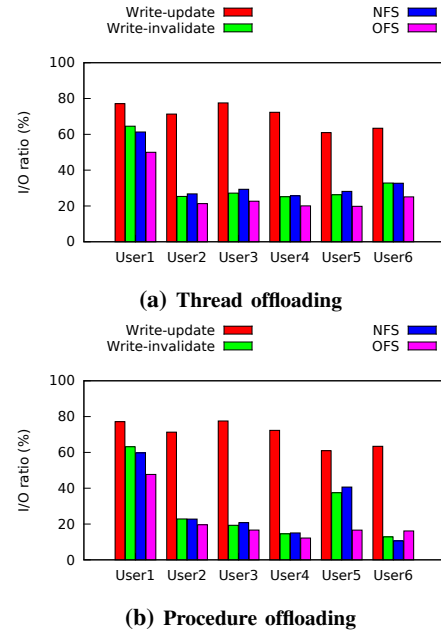 Write-update NFS
Write-invalidate OFS
100
80
60
40
20
0
I/O ratio (%)
User1 User2 User3 User4 User5 User6
(a) Thread offloading
Write-update NFS
Write-invalidate OFS
100
80
60
40
20
0
I/O ratio (%)
User1 User2 User3 User4 User5 User6
(b) Procedure offloading